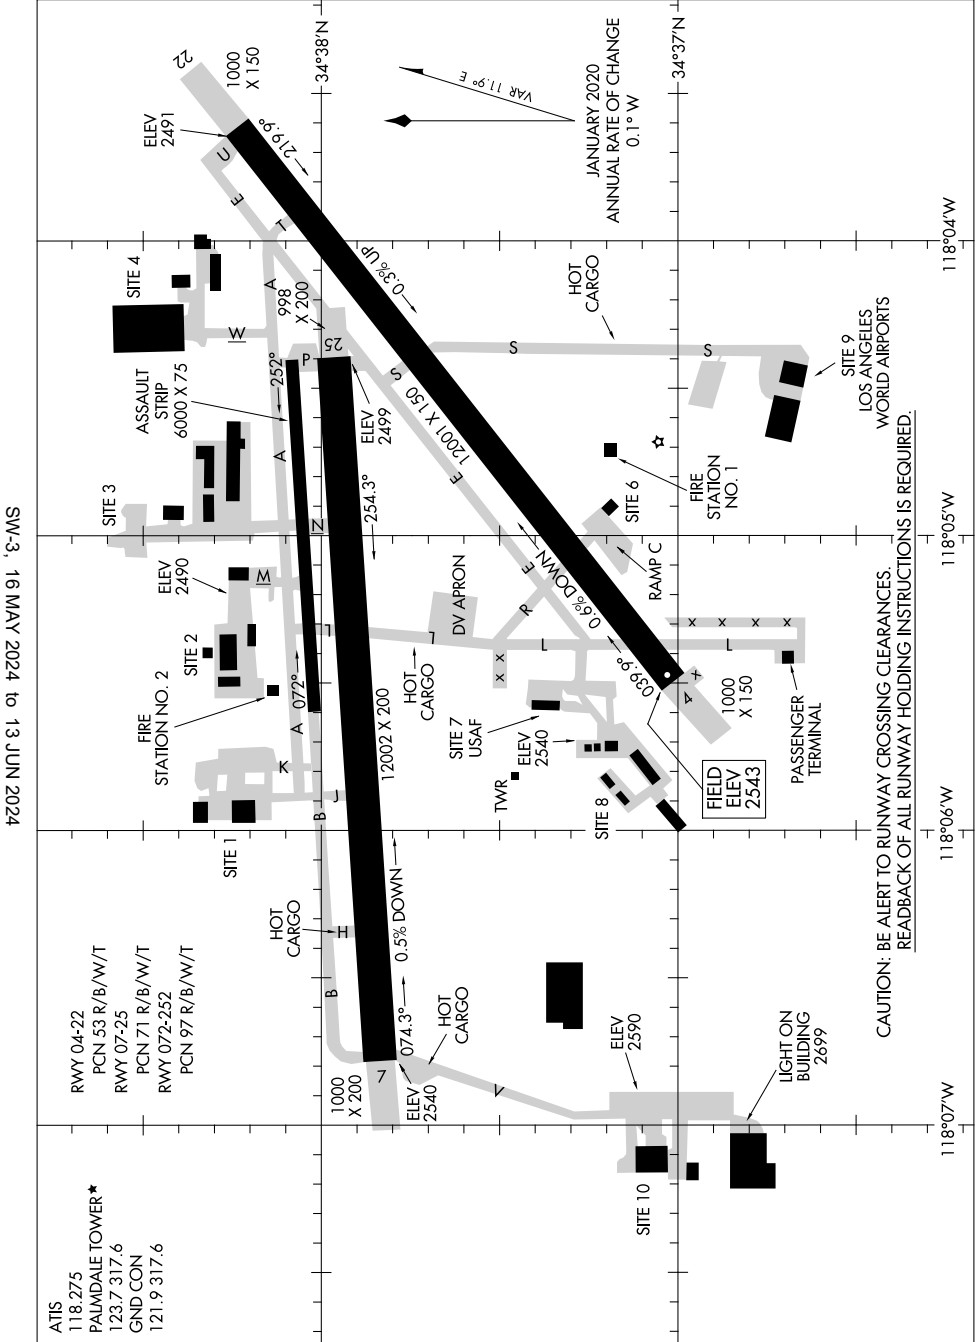 ATIS
118.275
PALMDALE TOWER★
123.7 317.6
GND CON
121.9 317.6
RWY 04-22
PCN 53 R/B/W/T
RWY 07-25
PCN 71 R/B/W/T
RWY 072-252
PCN 97 R/B/W/T
SITE 1
FIRE
STATION NO. 2
SITE 2
ELEV
2490
SITE 3
ASSAULT
STRIP
6000 X 75
SITE 4
ELEV
2491
22
1000
X 150
U
E
T
219.9°
34°38'N
A
998
X 200
W
P
25
252°
A
N
M
L
072°
A
K
J
B
HOT
CARGO
H
B
7
1000
X 200
ELEV
2540
074.3°
HOT
CARGO
0.5% DOWN
12002 X 200
254.3°
ELEV
2499
0.3% UP
S
12001 X 150
E
E
0.6% DOWN
039.9°
L
HOT
CARGO
DV APRON
R
L
X X
SITE 7
USAF
ELEV
2540
TWR
SITE 8
FIELD
ELEV
2543
4
X
1000
X 150
L
X X X X
PASSENGER
TERMINAL
RAMP C
SITE 6
FIRE
STATION
NO. 1
HOT
CARGO
S
S
SITE 9
LOS ANGELES
WORLD AIRPORTS
VAR 11.9° E
JANUARY 2020
ANNUAL RATE OF CHANGE
0.1° W
34°37'N
V
ELEV
2590
SITE 10
LIGHT ON
BUILDING
2699
118°07'W
118°06'W
118°05'W
118°04'W
CAUTION: BE ALERT TO RUNWAY CROSSING CLEARANCES.
READBACK OF ALL RUNWAY HOLDING INSTRUCTIONS IS REQUIRED.
SW-3, 16 MAY 2024 to 13 JUN 2024